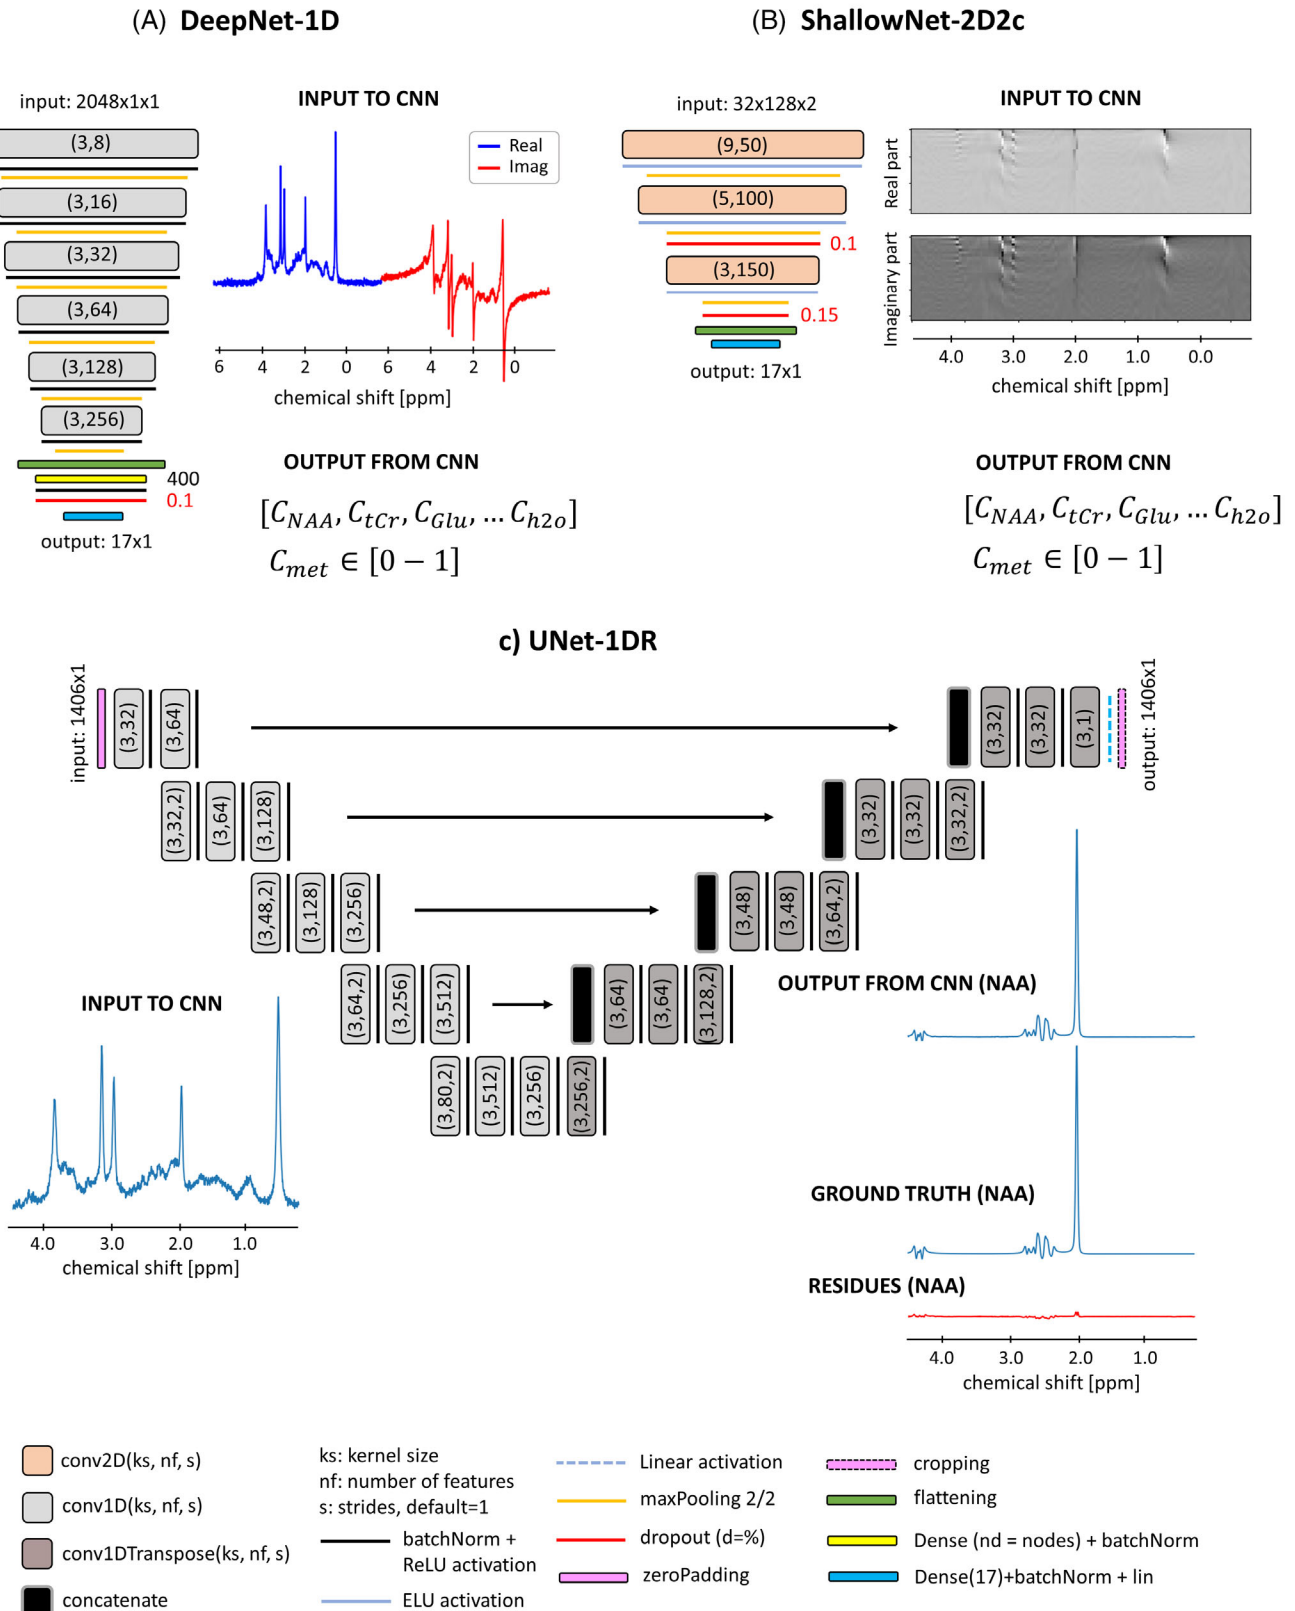 (A) DeepNet-1D
(B) ShallowNet-2D2c
input: 2048x1x1
(3,8)
(3,16)
(3,32)
(3,64)
(3,128)
(3,256)
400
0.1
output: 17x1
INPUT TO CNN
Real
Imag
6 4 2 0 6 4 2 0
chemical shift [ppm]
OUTPUT FROM CNN
[C_NAA, C_tCr, C_Glu, … C_h2o]
C_met ∈ [0 − 1]
input: 32x128x2
(9,50)
(5,100)
0.1
(3,150)
0.15
output: 17x1
INPUT TO CNN
Real part
Imaginary part
4.0 3.0 2.0 1.0 0.0
chemical shift [ppm]
OUTPUT FROM CNN
[C_NAA, C_tCr, C_Glu, … C_h2o]
C_met ∈ [0 − 1]
c) UNet-1DR
input: 1406x1
(3,32) (3,64)
(3,32) (3,32) (3,1)
output: 1406x1
(3,32,2) (3,64) (3,128)
(3,32) (3,32) (3,32,2)
(3,48,2) (3,128) (3,256)
(3,48) (3,48) (3,64,2)
(3,64,2) (3,256) (3,512)
(3,64) (3,64) (3,128,2)
(3,80,2) (3,512) (3,256) (3,256,2)
INPUT TO CNN
4.0 3.0 2.0 1.0
chemical shift [ppm]
OUTPUT FROM CNN (NAA)
GROUND TRUTH (NAA)
RESIDUES (NAA)
4.0 3.0 2.0 1.0
chemical shift [ppm]
conv2D(ks, nf, s)
conv1D(ks, nf, s)
conv1DTranspose(ks, nf, s)
concatenate
ks: kernel size
nf: number of features
s: strides, default=1
batchNorm +
ReLU activation
ELU activation
Linear activation
maxPooling 2/2
dropout (d=%)
zeroPadding
cropping
flattening
Dense (nd = nodes) + batchNorm
Dense(17)+batchNorm + lin